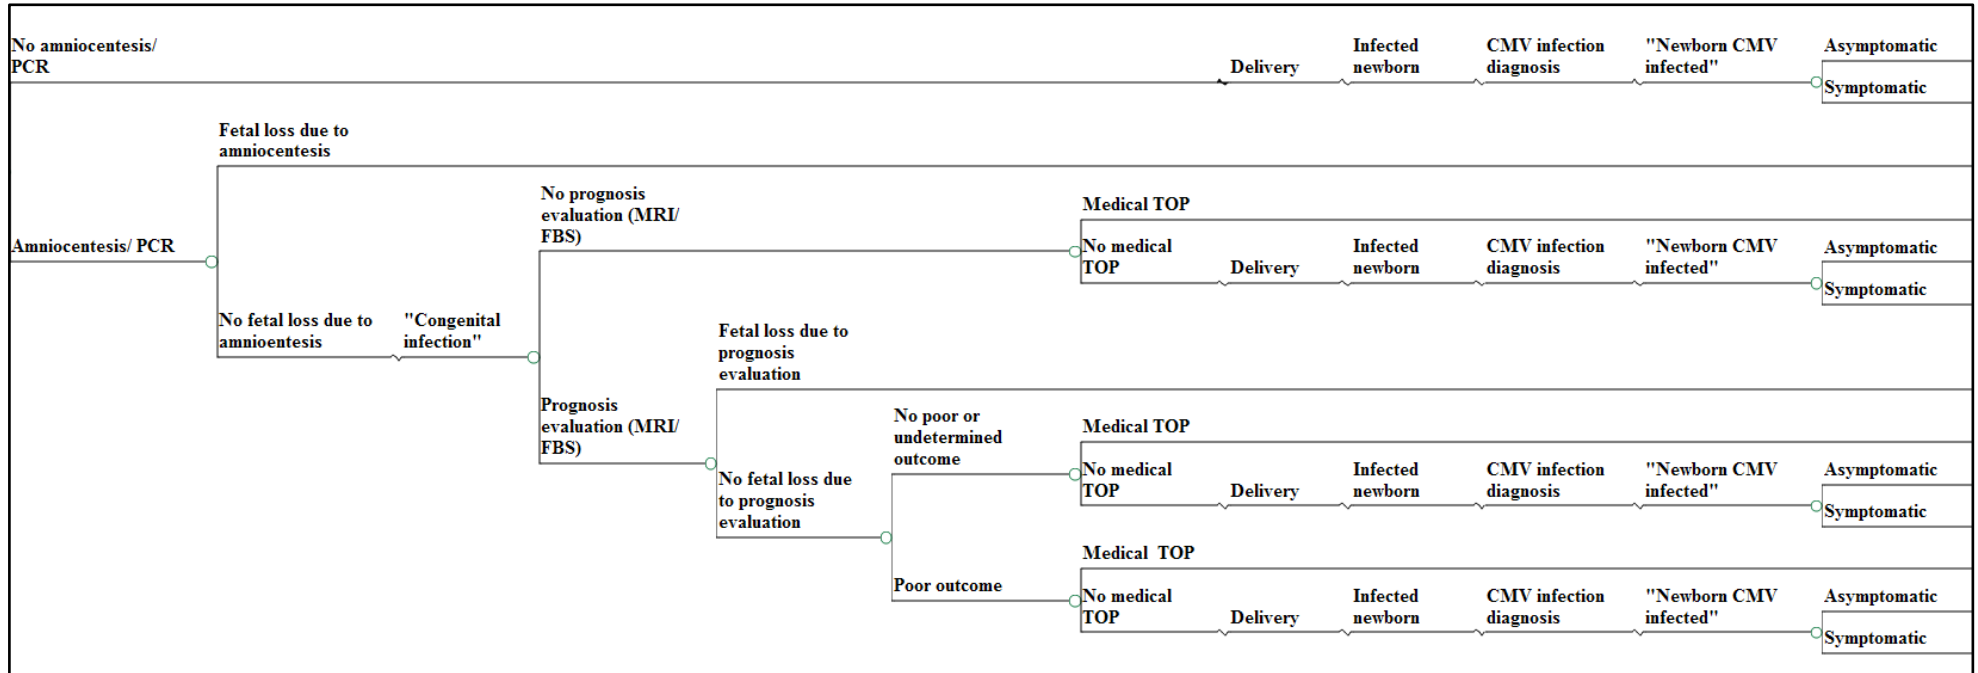 No amniocentesis/
PCR
Delivery
Infected
newborn
CMV infection
diagnosis
"Newborn CMV
infected"
Asymptomatic
Symptomatic
Fetal loss due to
amniocentesis
Amniocentesis/ PCR
No fetal loss due to
amnioentesis
"Congenital
infection"
No prognosis
evaluation (MRI/
FBS)
Medical TOP
No medical
TOP
Delivery
Infected
newborn
CMV infection
diagnosis
"Newborn CMV
infected"
Asymptomatic
Symptomatic
Prognosis
evaluation (MRI/
FBS)
Fetal loss due to
prognosis
evaluation
No fetal loss due
to prognosis
evaluation
No poor or
undetermined
outcome
Medical TOP
No medical
TOP
Delivery
Infected
newborn
CMV infection
diagnosis
"Newborn CMV
infected"
Asymptomatic
Symptomatic
Poor outcome
Medical TOP
No medical
TOP
Delivery
Infected
newborn
CMV infection
diagnosis
"Newborn CMV
infected"
Asymptomatic
Symptomatic